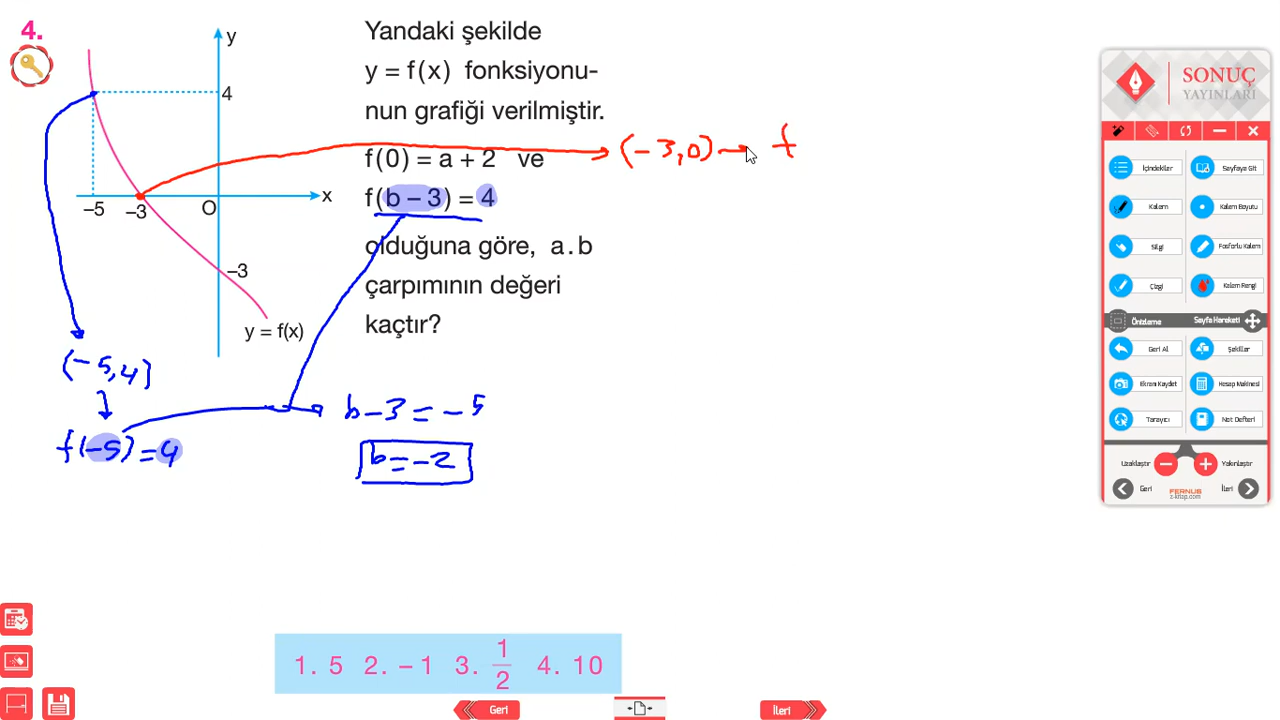 4.
Yandaki şekilde
y = f(x) fonksiyonu-
nun grafiği verilmiştir.
f(0) = a + 2 ve
f(b – 3) = 4
olduğuna göre, a . b
çarpımının değeri
kaçtır?
y
4
–5
–3
O
x
–3
y = f(x)
(-3,0) → f
(-5,4)
f(-5) = 4
b-3 = -5
b = -2
1. 5 2. – 1 3. 1/2 4. 10
Geri
İleri
SONUÇ
YAYINLARI
İçindekiler
Sayfaya Git
Kalem
Kalem Boyutu
Silgi
Fosforlu Kalem
Çizgi
Kalem Rengi
Önizleme
Sayfa Hareketi
Geri Al
Şekiller
Ekranı Kaydet
Hesap Makinesi
Tarayıcı
Not Defteri
Uzaklaştır
Yakınlaştır
Geri
İleri
FERNUS
z-kitap.com